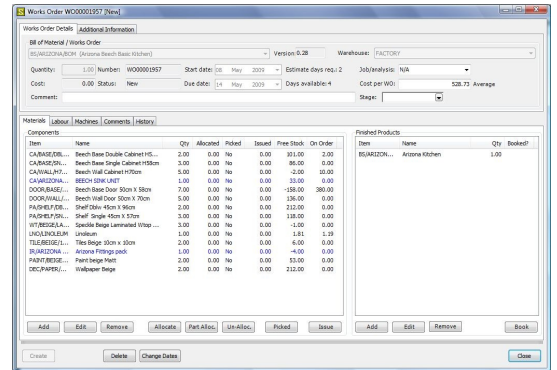 Works Order WO00001957 [New]
Works Order Details Additional Information
Bill of Material / Works Order
BS/ARIZONA/BOM (Arizona Beech Basic Kitchen) Version: 0.28 Warehouse: FACTORY
Quantity: 1.00 Number: WO00001957 Start date: 08 May 2009 Estimate days req.: 2 Job/analysis: N/A
Cost: 0.00 Status: New Due date: 14 May 2009 Days available: 4 Cost per WO: 528.73 Average
Comment: Stage:
Materials Labour Machines Comments History
Components Finished Products
Item Name Qty Allocated Picked Issued Free Stock On Order Item Name Qty Booked?
CA/BASE/DBL... Beech Base Double Cabinet H5... 2.00 0.00 No 0.00 101.00 2.00 BS/ARIZON... Arizona Kitchen 1.00
CA/BASE/SN... Beech Base Single Cabinet H58cm 3.00 0.00 No 0.00 86.00 0.00
CA/WALL/H7... Beech Wall Cabinet H70cm 5.00 0.00 No 0.00 -2.00 10.00
CA\ARIZONA... BEECH SINK UNIT 1.00 0.00 No 0.00 33.00 0.00
DOOR/BASE/... Beech Base Door 50cm X 58cm 7.00 0.00 No 0.00 -158.00 380.00
DOOR/WALL/... Beech Wall Door 50cm X 70cm 5.00 0.00 No 0.00 136.00 0.00
PA/SHELF/DB... Shelf Dblw 45cm X 96cm 2.00 0.00 No 0.00 212.00 0.00
PA/SHELF/SN... Shelf Single 45cm X 57cm 3.00 0.00 No 0.00 118.00 0.00
WT/BEIGE/LA... Speckle Beige Laminated Wtop ... 3.00 0.00 No 0.00 -1.00 0.00
LNO/LINOLEUM Linoleum 1.00 0.00 No 0.00 1.81 1.19
TILE/BEIGE/1... Tiles Beige 10cm x 10cm 2.00 0.00 No 0.00 6.00 0.00
IR/ARIZONA ... Arizona Fittings pack 1.00 0.00 No 0.00 -4.00 0.00
PAINT/BEIGE... Paint beige Matt 2.00 0.00 No 0.00 53.00 0.00
DEC/PAPER/... Wallpaper Beige 2.00 0.00 No 0.00 212.00 0.00
Add Edit Remove Allocate Part Alloc. Un-Alloc. Picked Issue Add Edit Remove Book
Create Delete Change Dates Close